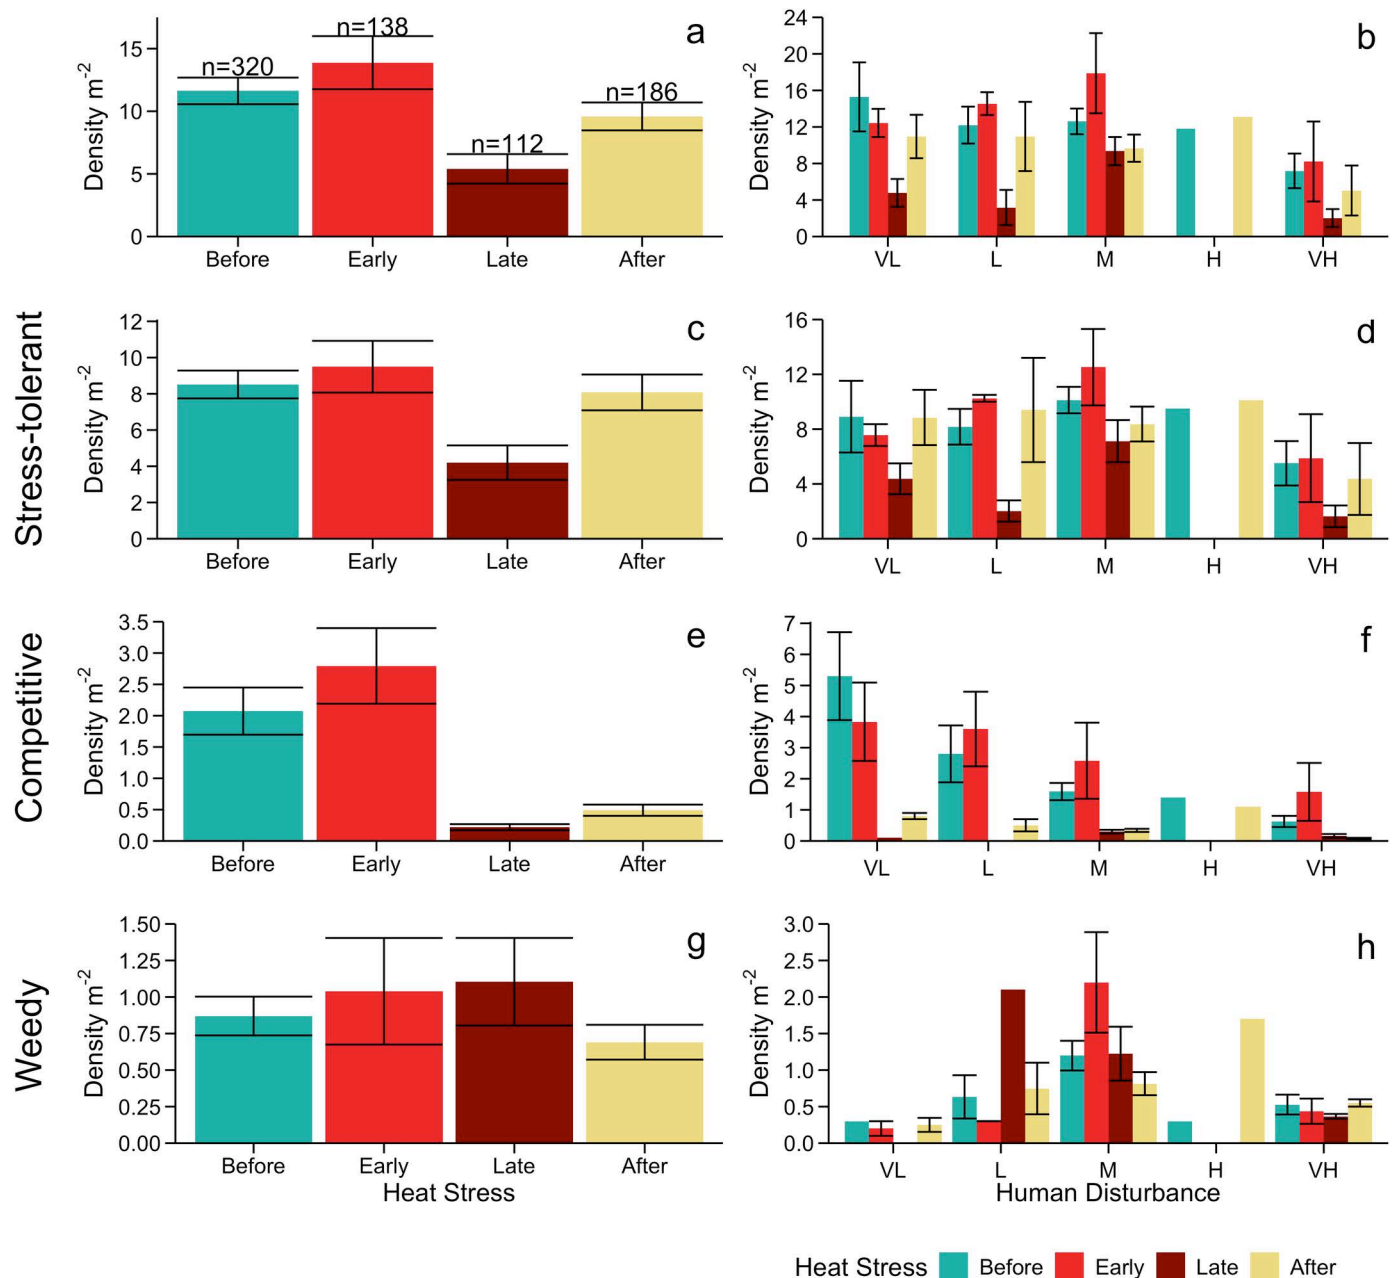 a
Density m-2
15
10
5
0
n=320
n=138
n=112
n=186
Before Early Late After
b
Density m-2
24
20
16
12
8
4
0
VL L M H VH
Stress-tolerant
c
Density m-2
12
10
8
6
4
2
0
Before Early Late After
d
Density m-2
16
12
8
4
0
VL L M H VH
Competitive
e
Density m-2
3.5
3.0
2.5
2.0
1.5
1.0
0.5
0.0
Before Early Late After
f
Density m-2
7
6
5
4
3
2
1
0
VL L M H VH
Weedy
g
Density m-2
1.50
1.25
1.00
0.75
0.50
0.25
0.00
Before Early Late After
Heat Stress
h
Density m-2
3.0
2.5
2.0
1.5
1.0
0.5
0.0
VL L M H VH
Human Disturbance
Heat Stress Before Early Late After